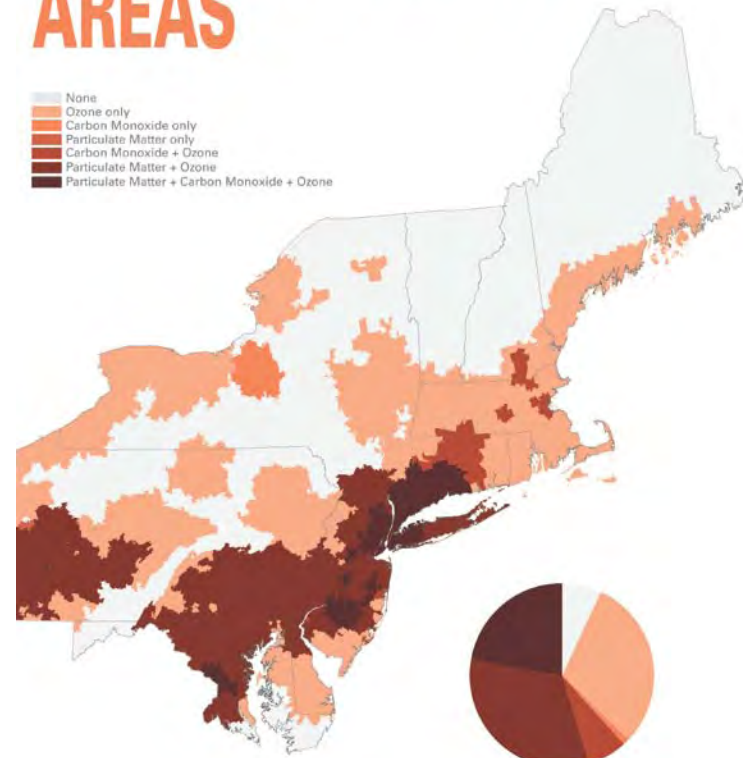 AREAS
None
Ozone only
Carbon Monoxide only
Particulate Matter only
Carbon Monoxide + Ozone
Particulate Matter + Ozone
Particulate Matter + Carbon Monoxide + Ozone